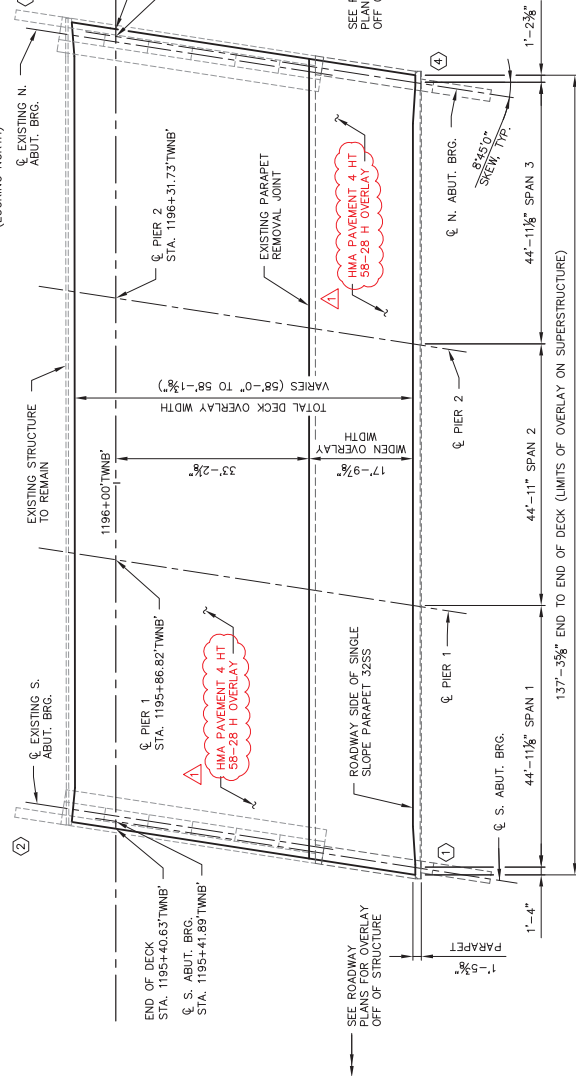 (LOOKING NORTH)
℄ EXISTING S.
ABUT. BRG.
EXISTING STRUCTURE
TO REMAIN
℄ EXISTING N.
ABUT. BRG.
2
END OF DECK
STA. 1195+40.63'TWNB'
℄ S. ABUT. BRG.
STA. 1195+41.89'TWNB'
℄ PIER 1
STA. 1195+86.82'TWNB'
1196+00'TWNB'
℄ PIER 2
STA. 1196+31.73'TWNB'
1
HMA PAVEMENT 4 HT
58-28 H OVERLAY
33'-2⅛"
TOTAL DECK OVERLAY WIDTH
VARIES (58'-0" TO 58'-1⅜")
EXISTING PARAPET
REMOVAL JOINT
1
HMA PAVEMENT 4 HT
58-28 H OVERLAY
17'-9⅞"
WIDEN OVERLAY
WIDTH
ROADWAY SIDE OF SINGLE
SLOPE PARAPET 32SS
SEE ROADWAY
PLANS FOR OVERLAY
OFF OF STRUCTURE
1'-5¾"
PARAPET
1
℄ S. ABUT. BRG.
℄ PIER 1
℄ PIER 2
℄ N. ABUT. BRG.
4
8°45'0"
SKEW, TYP.
1'-4"
44'-11⅛" SPAN 1
44'-11" SPAN 2
44'-11⅛" SPAN 3
1'-2⅜"
137'-3⅝" END TO END OF DECK (LIMITS OF OVERLAY ON SUPERSTRUCTURE)
SEE
PLAN
OFF